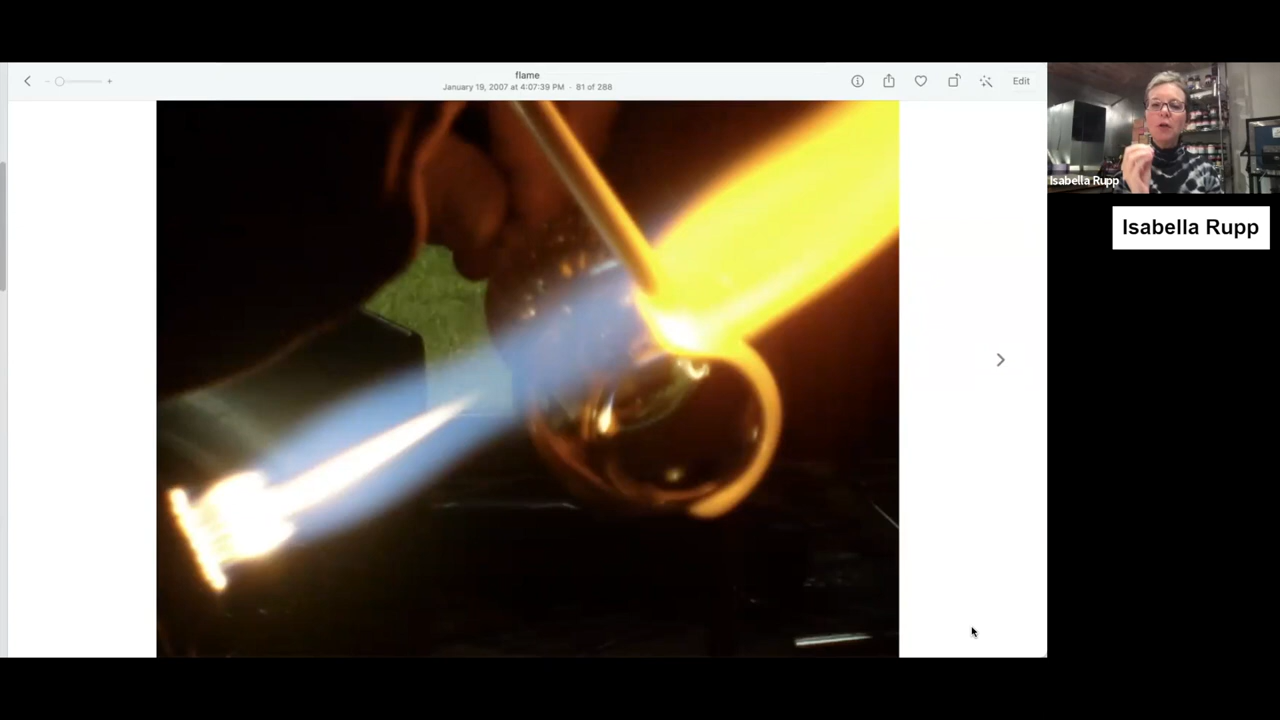 flame
January 19, 2007 at 4:07:39 PM · 81 of 288
Edit
Isabella Rupp
Isabella Rupp